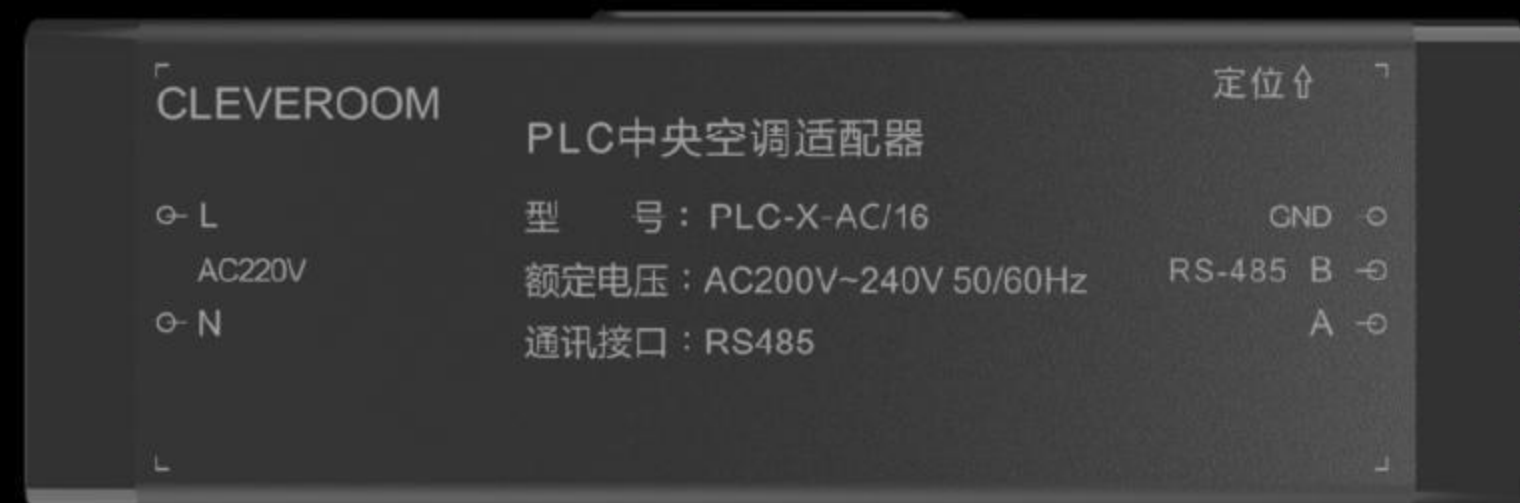 CLEVEROOM
定位⇧
PLC中央空调适配器
型 号：PLC-X-AC/16
额定电压：AC200V~240V 50/60Hz
通讯接口：RS485
L
AC220V
N
GND
RS-485 B
A